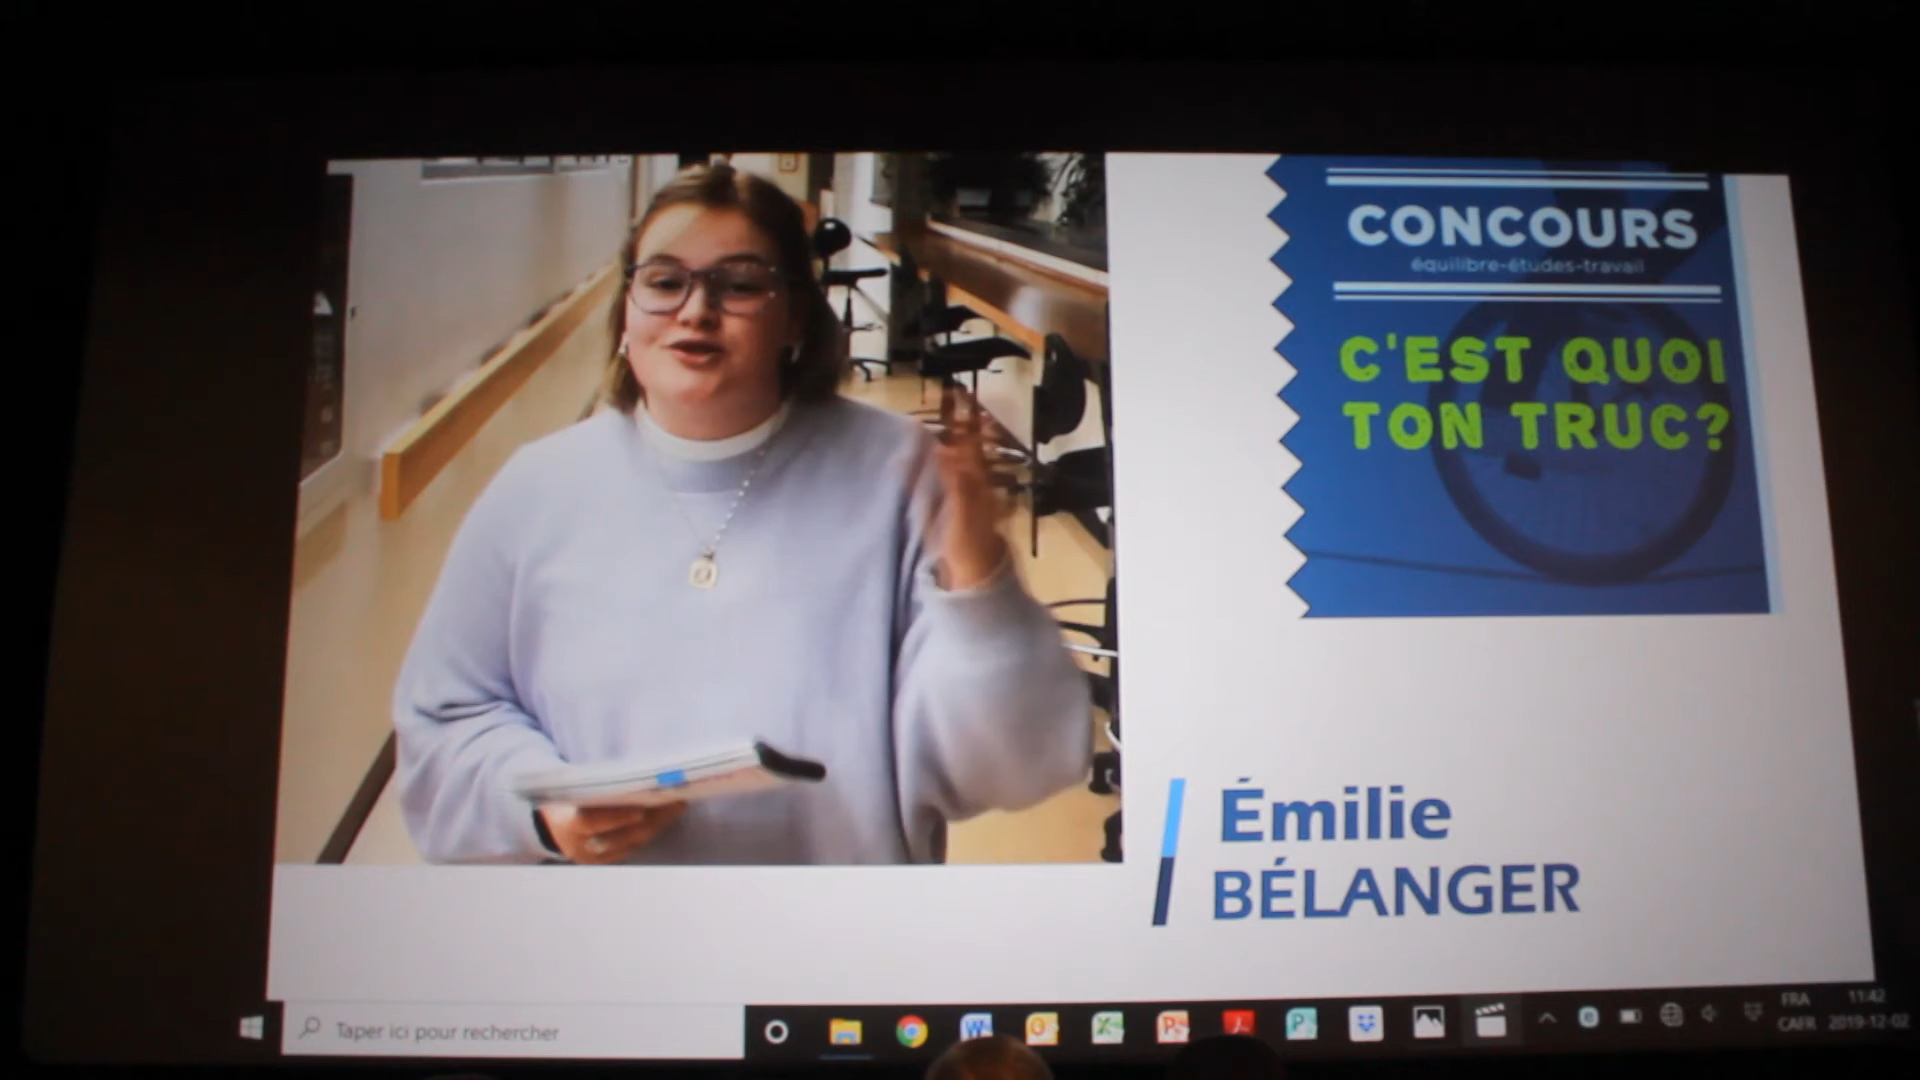 CONCOURS
équilibre-études-travail
C'EST QUOI
TON TRUC?
Émilie
BÉLANGER
Taper ici pour rechercher
FRA 11:42
CAFR 2019-12-02